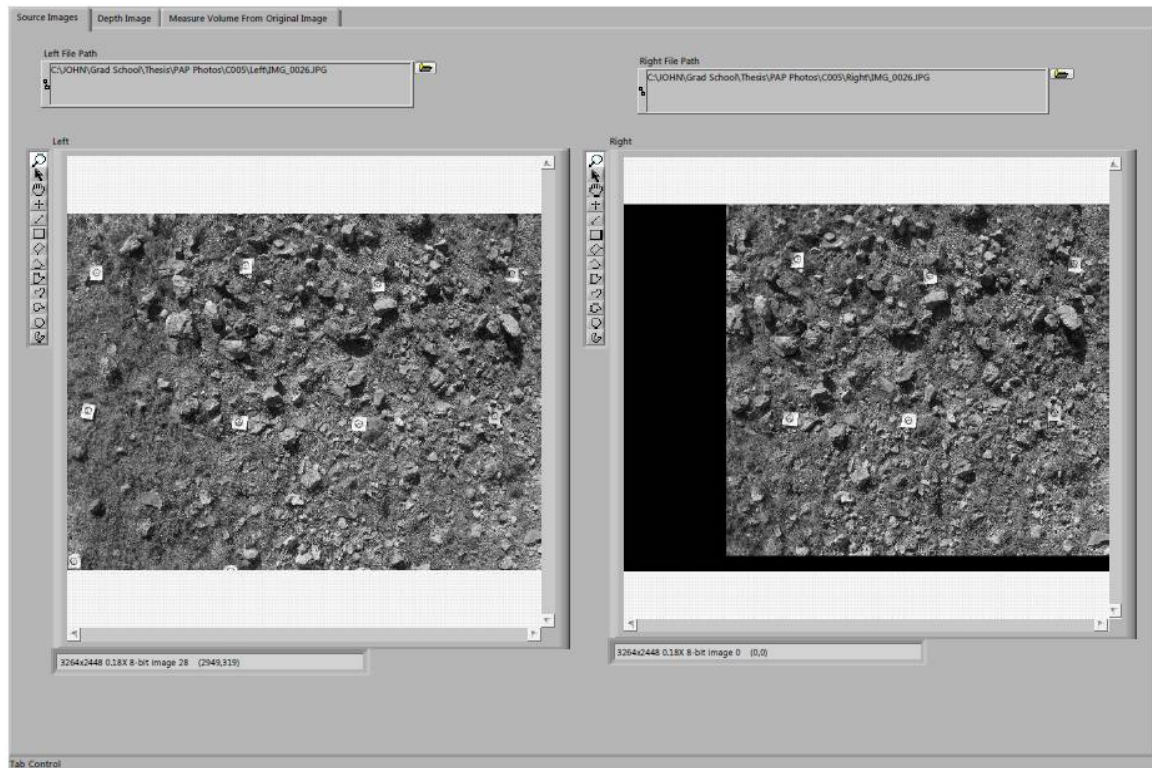 Source Images
Depth Image
Measure Volume From Original Image
Left File Path
C:\JOHN\Grad School\Thesis\PAP Photos\C005\Left\IMG_0026.JPG
Right File Path
C:\JOHN\Grad School\Thesis\PAP Photos\C005\Right\IMG_0026.JPG
Left
Right
3264x2448 0.18X 8-bit image 28 (2949,319)
3264x2448 0.18X 8-bit image 0 (0,0)
Tab Control